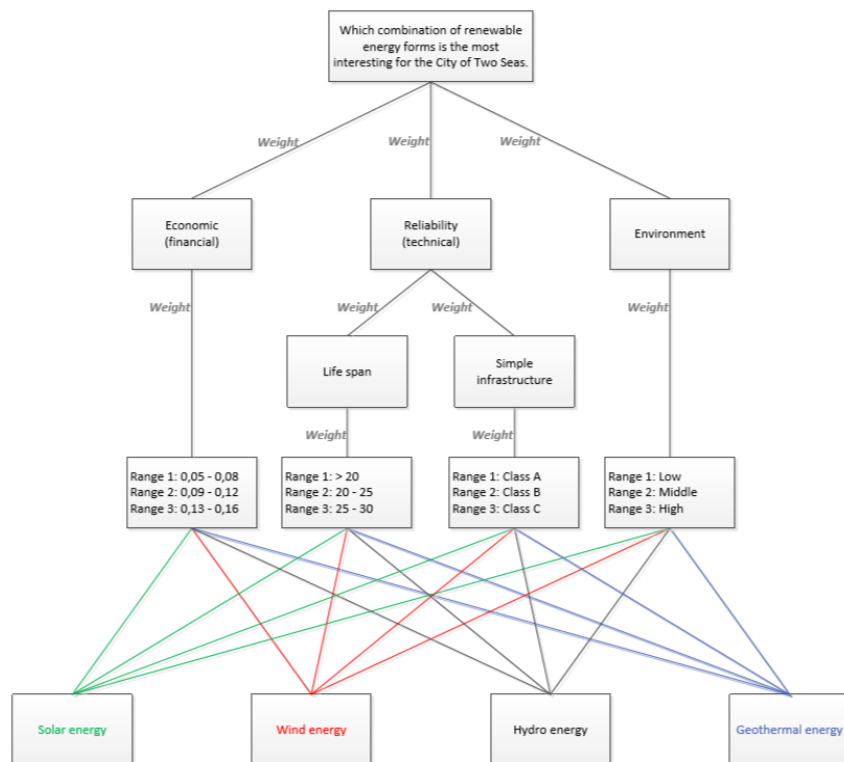 Which combination of renewable
energy forms is the most
interesting for the City of Two Seas.
Weight
Weight
Weight
Economic
(financial)
Reliability
(technical)
Environment
Weight
Weight
Weight
Weight
Life span
Simple
infrastructure
Weight
Weight
Range 1: 0,05 - 0,08
Range 2: 0,09 - 0,12
Range 3: 0,13 - 0,16
Range 1: > 20
Range 2: 20 - 25
Range 3: 25 - 30
Range 1: Class A
Range 2: Class B
Range 3: Class C
Range 1: Low
Range 2: Middle
Range 3: High
Solar energy
Wind energy
Hydro energy
Geothermal energy